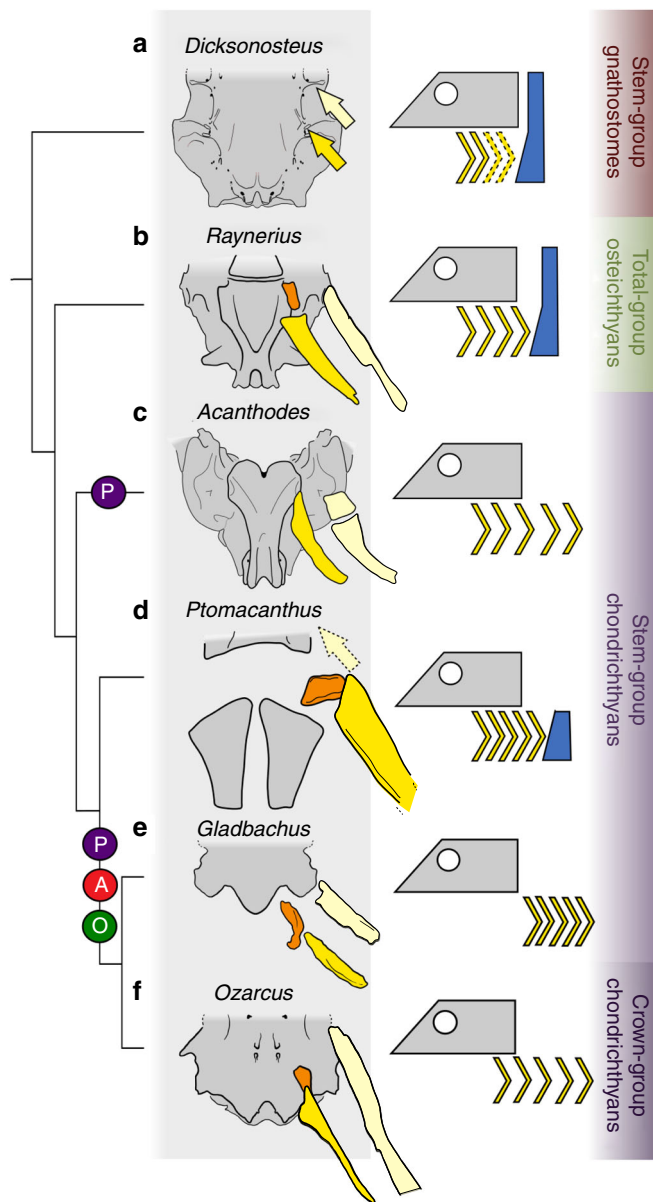 a
Dicksonosteus
Stem-group
gnathostomes
b
Raynerius
Total-group
osteichthyans
c
Acanthodes
P
d
Ptomacanthus
Stem-group
chondrichthyans
P
A
O
e
Gladbachus
f
Ozarcus
Crown-group
chondrichthyans